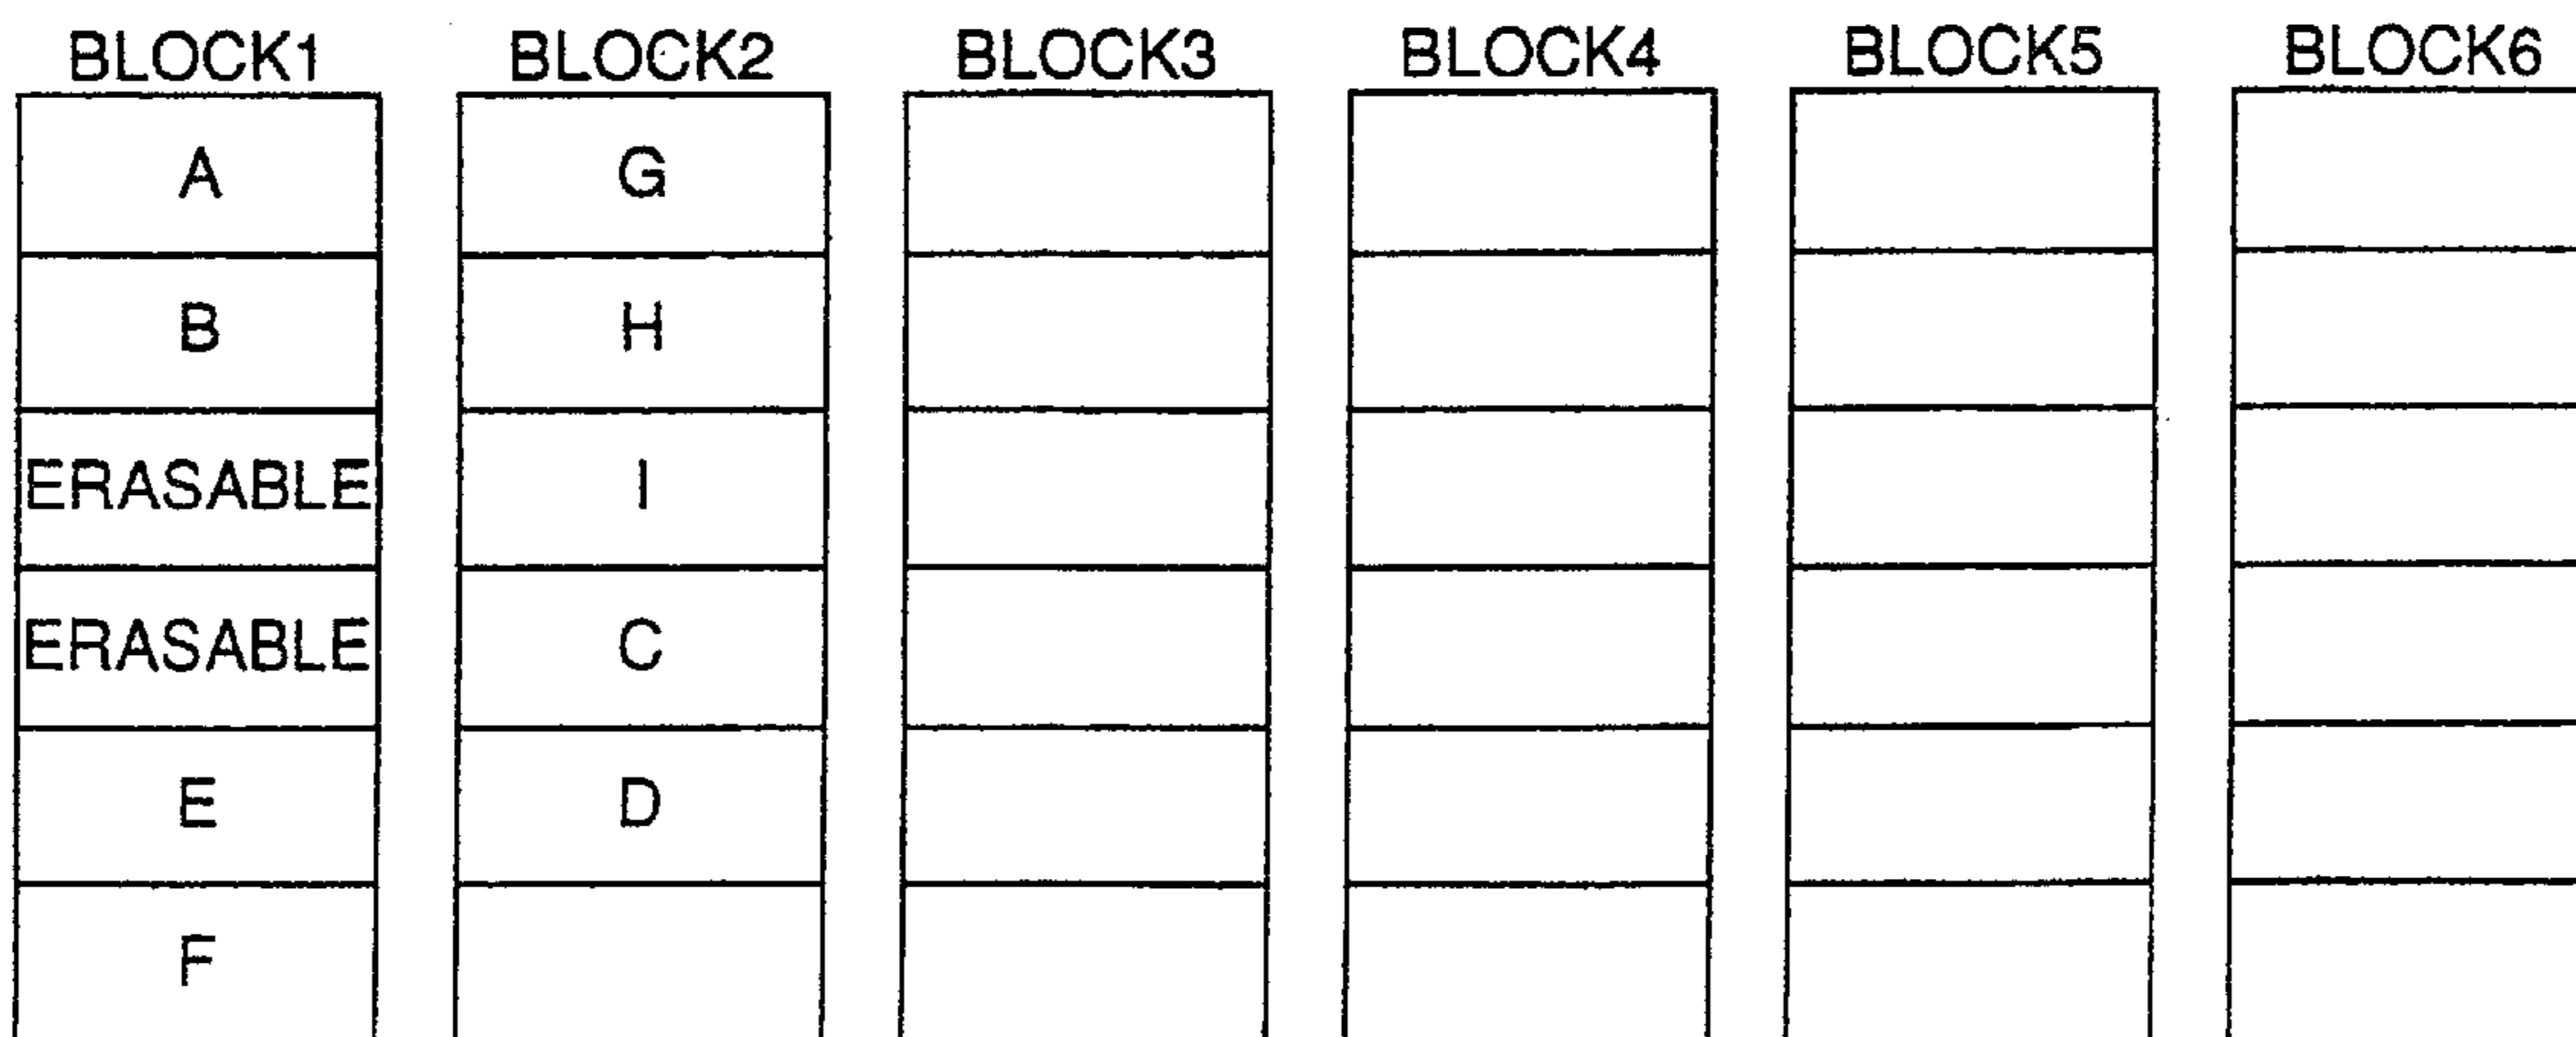 BLOCK1 BLOCK2 BLOCK3 BLOCK4 BLOCK5 BLOCK6
A G
B H
ERASABLE I
ERASABLE C
E D
F